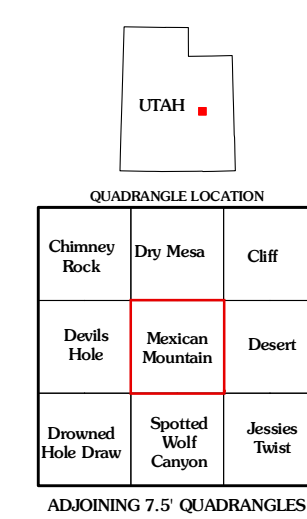 UTAH
QUADRANGLE LOCATION
Chimney
Rock
Dry Mesa
Cliff
Devils
Hole
Mexican
Mountain
Desert
Drowned
Hole Draw
Spotted
Wolf
Canyon
Jessies
Twist
ADJOINING 7.5' QUADRANGLES